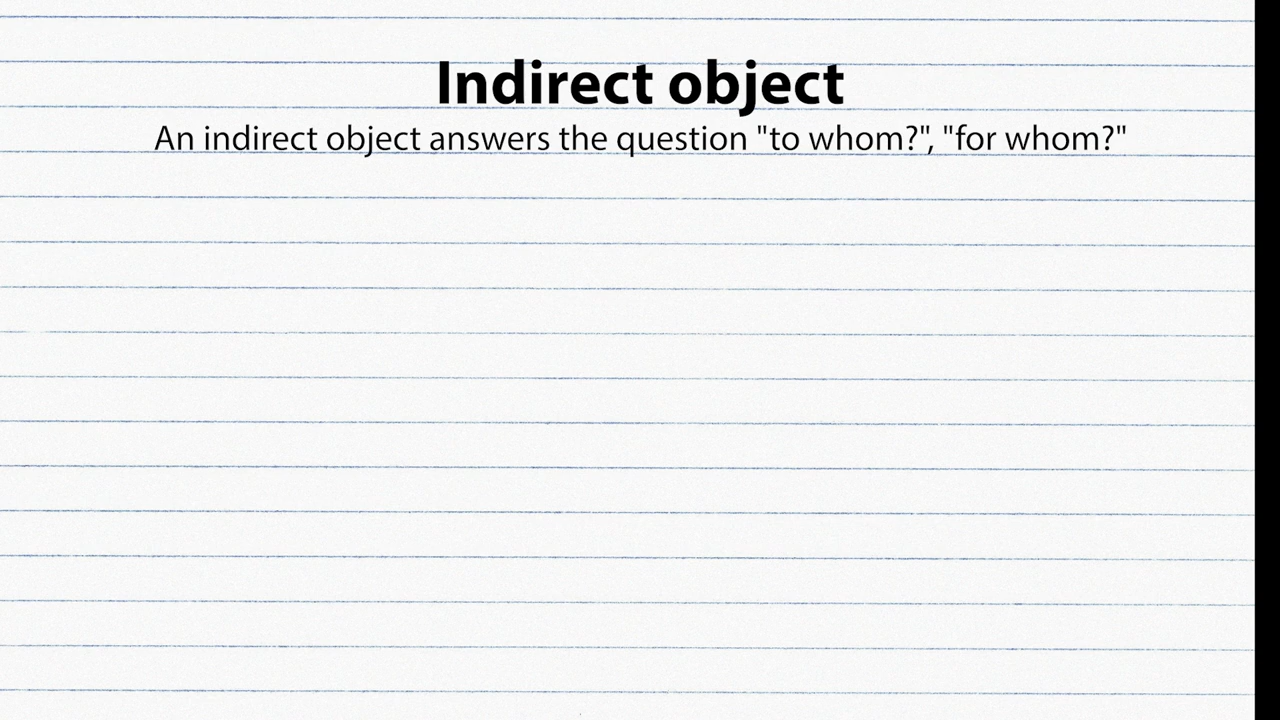 Indirect object
An indirect object answers the question "to whom?", "for whom?"